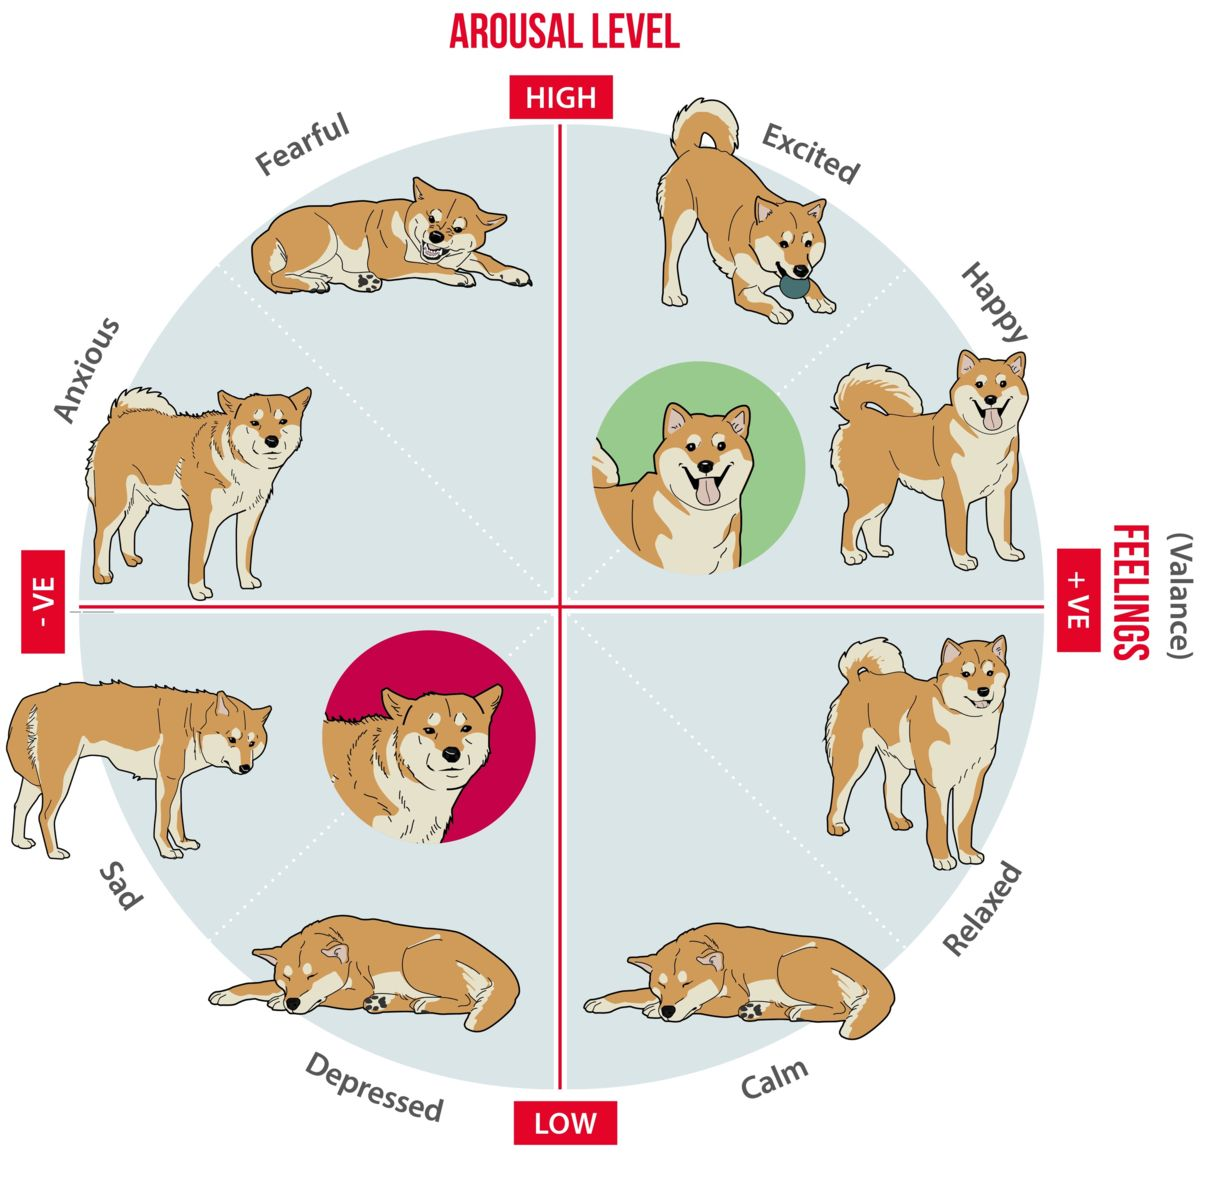 AROUSAL LEVEL
HIGH
Fearful
Excited
Anxious
Happy
- VE
+ VE
FEELINGS
(Valance)
Sad
Relaxed
Depressed
Calm
LOW